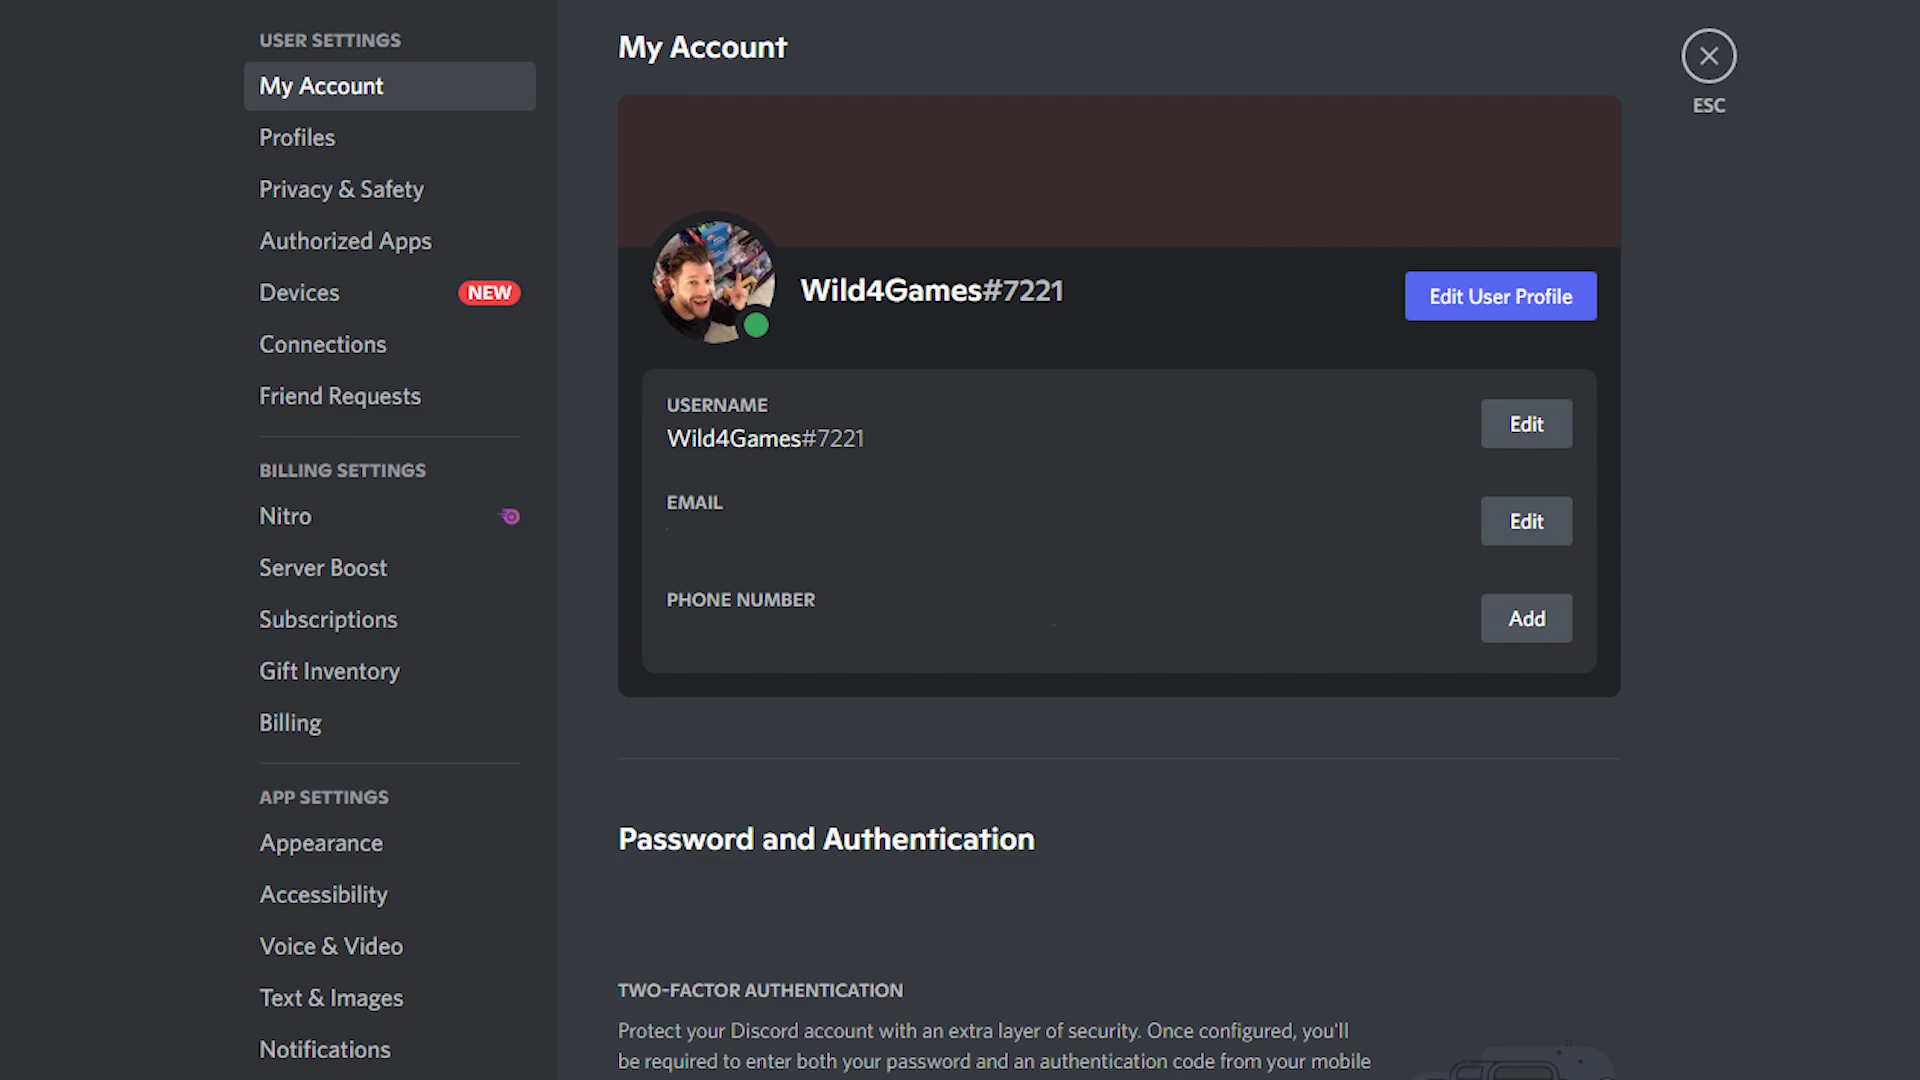 USER SETTINGS
My Account
Profiles
Privacy & Safety
Authorized Apps
Devices NEW
Connections
Friend Requests
BILLING SETTINGS
Nitro
Server Boost
Subscriptions
Gift Inventory
Billing
APP SETTINGS
Appearance
Accessibility
Voice & Video
Text & Images
Notifications
My Account
ESC
Wild4Games#7221
Edit User Profile
USERNAME
Wild4Games#7221
Edit
EMAIL
Edit
PHONE NUMBER
Add
Password and Authentication
TWO-FACTOR AUTHENTICATION
Protect your Discord account with an extra layer of security. Once configured, you'll
be required to enter both your password and an authentication code from your mobile